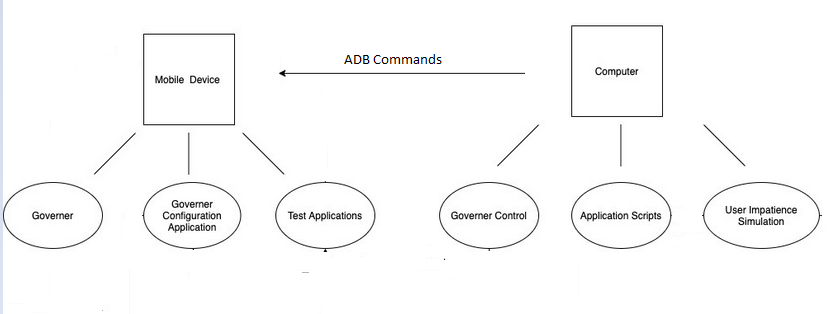 ADB Commands
Mobile Device
Computer
Governer
Governer
Configuration
Application
Test Applications
Governer Control
Application Scripts
User Impatience
Simulation